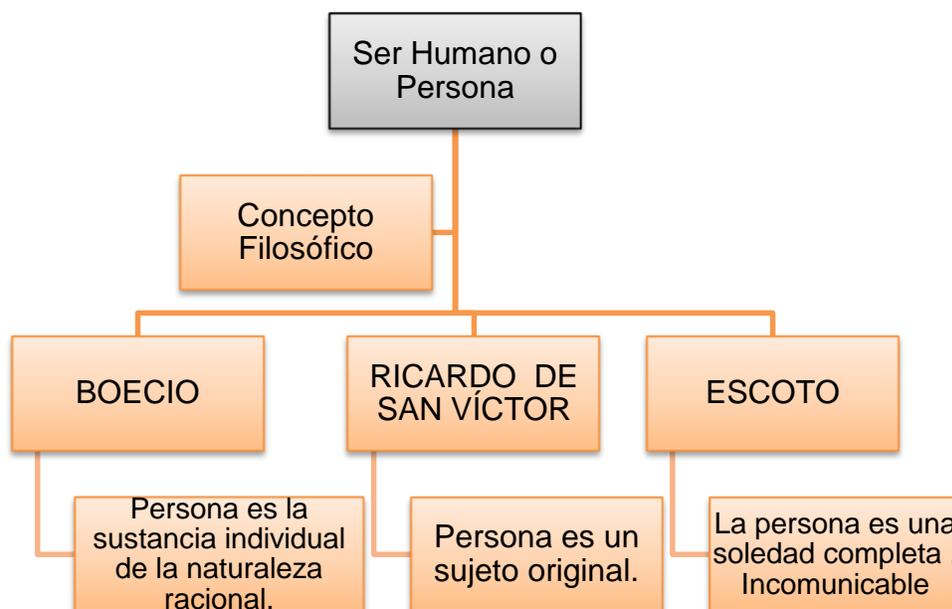 Ser Humano o
Persona
Concepto
Filosófico
BOECIO
RICARDO  DE
SAN VÍCTOR
ESCOTO
Persona es la
sustancia individual
de la naturaleza
racional.
Persona es un
sujeto original.
La persona es una
soledad completa
Incomunicable